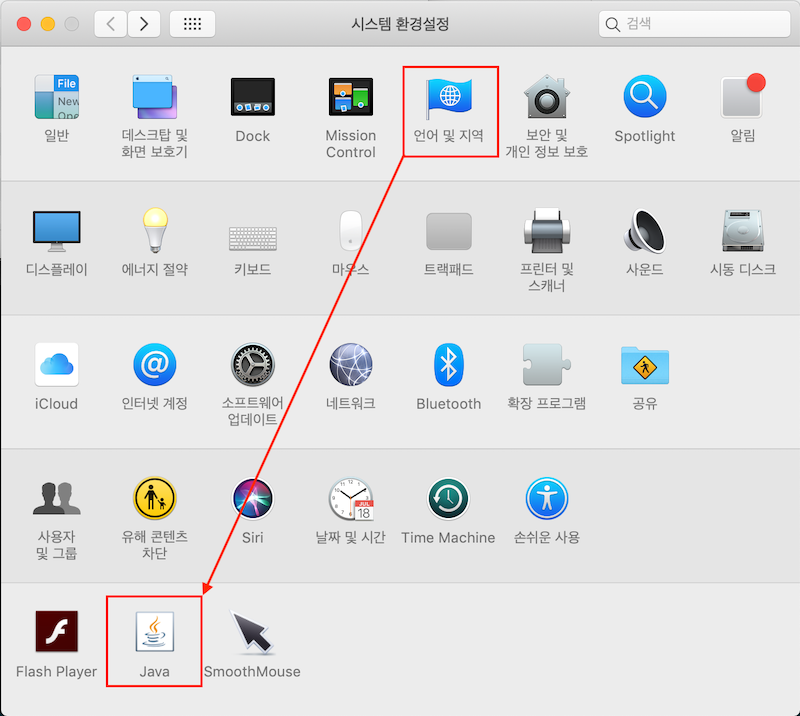 시스템 환경설정
검색
File
New
Ope
일반
데스크탑 및
화면 보호기
Dock
Mission
Control
언어 및 지역
보안 및
개인 정보 보호
Spotlight
알림
디스플레이
에너지 절약
키보드
마우스
트랙패드
프린터 및
스캐너
사운드
시동 디스크
iCloud
@
인터넷 계정
소프트웨어
업데이트
네트워크
Bluetooth
확장 프로그램
공유
사용자
및 그룹
유해 콘텐츠
차단
Siri
JUL
18
날짜 및 시간
Time Machine
손쉬운 사용
Flash Player
Java
SmoothMouse